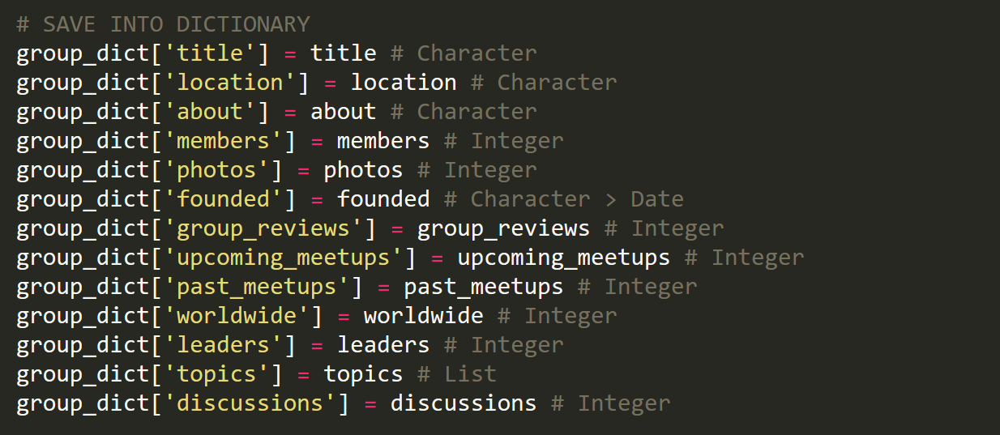 # SAVE INTO DICTIONARY
group_dict['title'] = title # Character
group_dict['location'] = location # Character
group_dict['about'] = about # Character
group_dict['members'] = members # Integer
group_dict['photos'] = photos # Integer
group_dict['founded'] = founded # Character > Date
group_dict['group_reviews'] = group_reviews # Integer
group_dict['upcoming_meetups'] = upcoming_meetups # Integer
group_dict['past_meetups'] = past_meetups # Integer
group_dict['worldwide'] = worldwide # Integer
group_dict['leaders'] = leaders # Integer
group_dict['topics'] = topics # List
group_dict['discussions'] = discussions # Integer